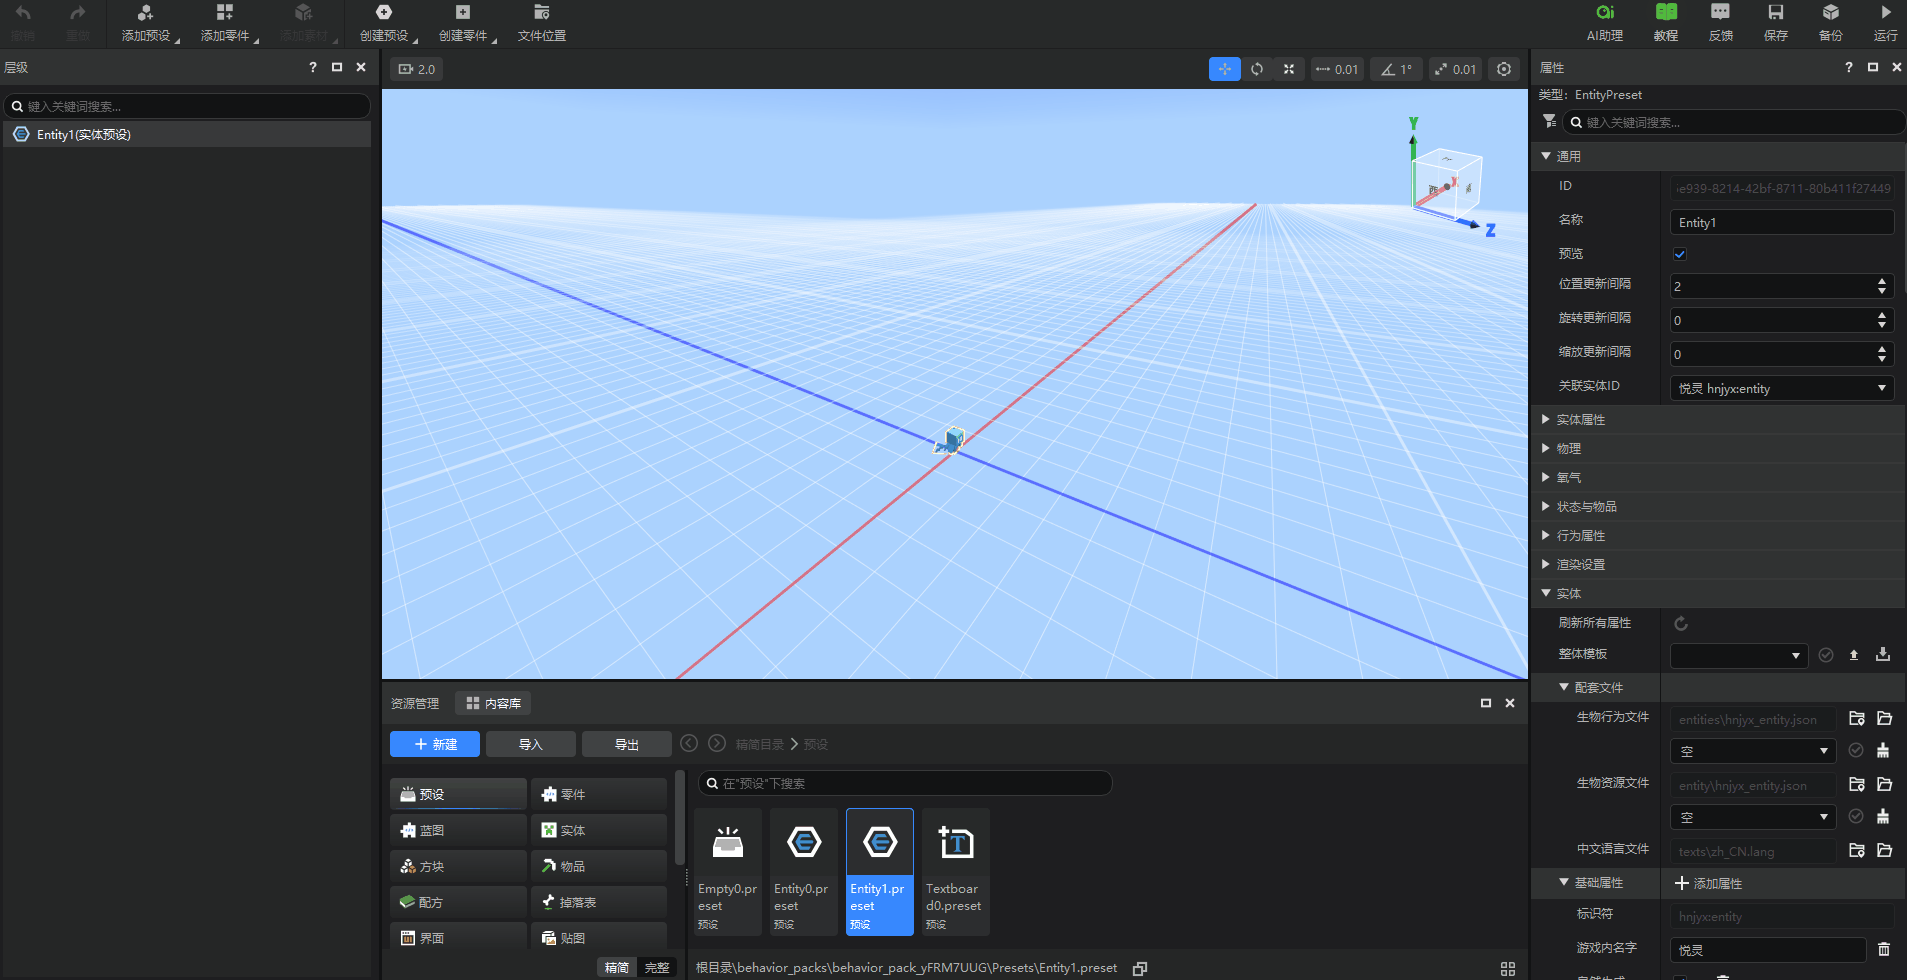 撤销
重做
添加预设
添加零件
添加素材
创建预设
创建零件
文件位置
AI助理
教程
反馈
保存
备份
运行
层级
?
键入关键词搜索...
Entity1(实体预设)
2.0
0.01
1°
0.01
Y
X
Z
西
资源管理
内容库
新建
导入
导出
精简目录
预设
预设
零件
蓝图
实体
方块
物品
配方
掉落表
界面
贴图
精简
完整
在"预设"下搜索
Empty0.pr
eset
预设
Entity0.pr
eset
预设
Entity1.pr
eset
预设
Textboar
d0.preset
预设
根目录\behavior_packs\behavior_pack_yFRM7UUG\Presets\Entity1.preset
属性
?
类型：EntityPreset
键入关键词搜索...
通用
ID
ie939-8214-42bf-8711-80b411f27449
名称
Entity1
预览
位置更新间隔
2
旋转更新间隔
0
缩放更新间隔
0
关联实体ID
悦灵 hnjyx:entity
实体属性
物理
氧气
状态与物品
行为属性
渲染设置
实体
刷新所有属性
整体模板
配套文件
生物行为文件
entities\hnjyx_entity.json
空
生物资源文件
entity\hnjyx_entity.json
空
中文语言文件
texts\zh_CN.lang
基础属性
添加属性
标识符
hnjyx:entity
游戏内名字
悦灵